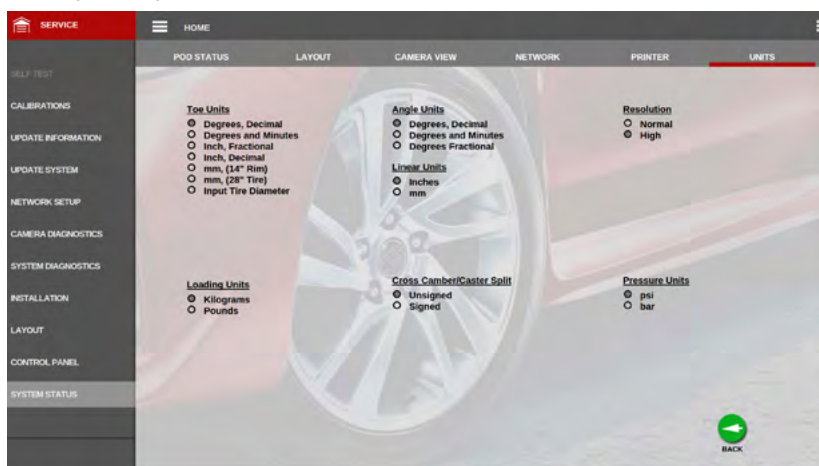 SERVICE
HOME
POD STATUS
LAYOUT
CAMERA VIEW
NETWORK
PRINTER
UNITS
SELF-TEST
CALIBRATIONS
UPDATE INFORMATION
UPDATE SYSTEM
NETWORK SETUP
CAMERA DIAGNOSTICS
SYSTEM DIAGNOSTICS
INSTALLATION
LAYOUT
CONTROL PANEL
SYSTEM STATUS
Toe Units
Degrees, Decimal
Degrees and Minutes
Inch, Fractional
Inch, Decimal
mm, (14" Rim)
mm, (28" Tire)
Input Tire Diameter
Angle Units
Degrees, Decimal
Degrees and Minutes
Degrees Fractional
Linear Units
Inches
mm
Resolution
Normal
High
Loading Units
Kilograms
Pounds
Cross Camber/Caster Split
Unsigned
Signed
Pressure Units
psi
bar
BACK